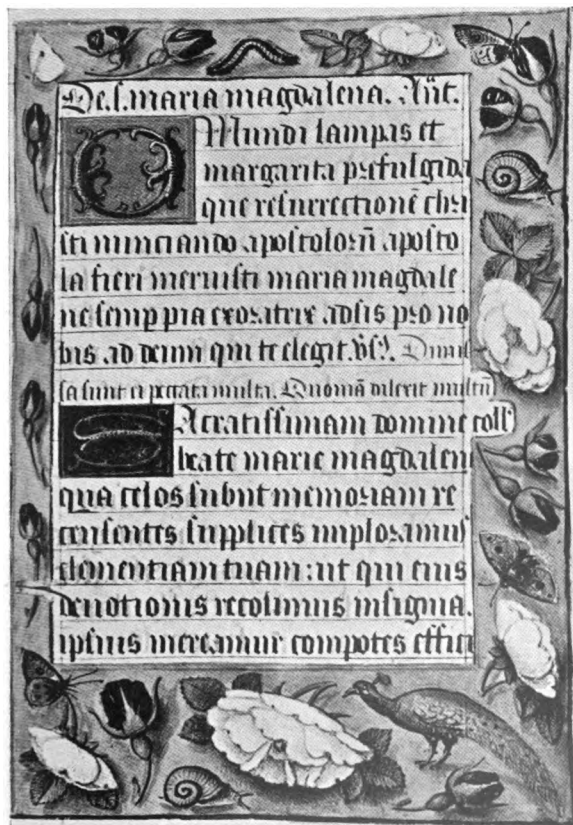 De. s. maria magdalena. Añt.
O Mundi lampas et
margarita prefulgida
que resurrectionē chri
sti nunciando apostolorū aposto
la fieri meruisti maria magdale
ne semp pia exoratrix adsis pro no
bis ad deum qui te elegit. v̄s. Dimis
sa sunt ei peccata multa. Quoniā dilexit multū
Sacratissimam domine coll'
beate marie magdalene
qua celos subiit memoriam re
censentes supplices imploramus
clementiam tuam: ut qui eius
deuotionis recolimus insignia.
ipsius mereamur compotes effici